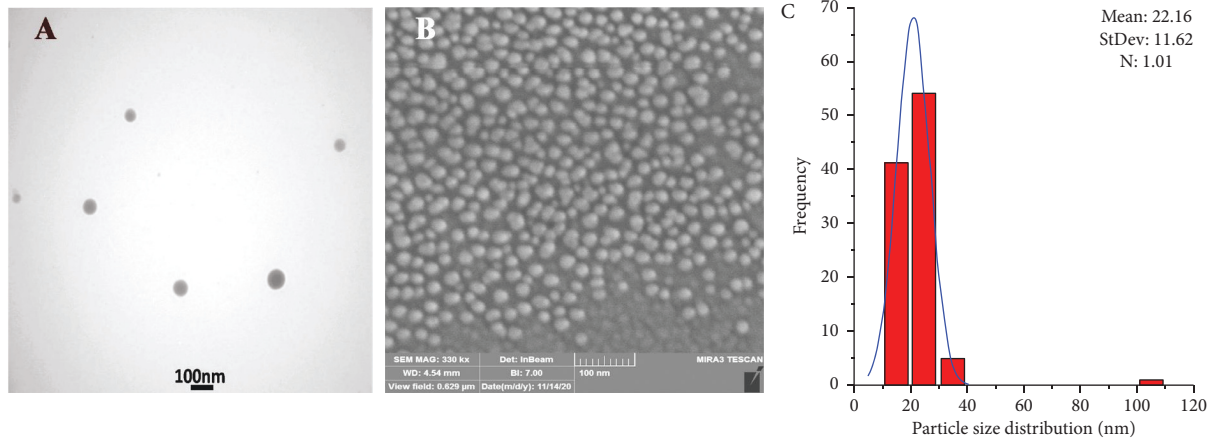 A
100nm
B
SEM MAG: 330 kx Det: InBeam MIRA3 TESCAN
WD: 4.54 mm BI: 7.00 100 nm
View field: 0.629 µm Date(m/d/y): 11/14/20
C
Mean: 22.16
StDev: 11.62
N: 1.01
Frequency
70
60
50
40
30
20
10
0
0 20 40 60 80 100 120
Particle size distribution (nm)